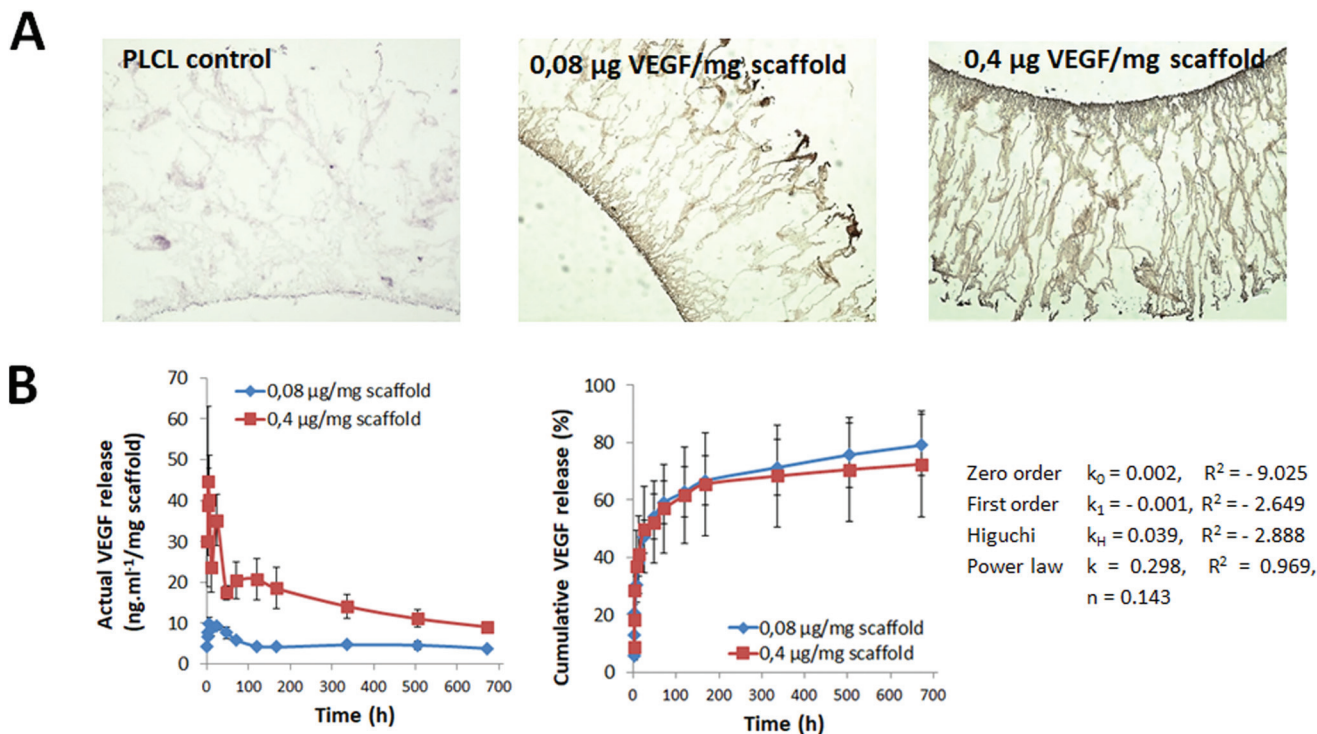 A
PLCL control
0,08 µg VEGF/mg scaffold
0,4 µg VEGF/mg scaffold
B
70
60
50
40
30
20
10
0
Actual VEGF release
(ng.ml⁻¹/mg scaffold)
0,08 µg/mg scaffold
0,4 µg/mg scaffold
0 100 200 300 400 500 600 700
Time (h)
100
80
60
40
20
0
Cumulative VEGF release (%)
0,08 µg/mg scaffold
0,4 µg/mg scaffold
0 100 200 300 400 500 600 700
Time (h)
Zero order k₀ = 0.002, R² = - 9.025
First order k₁ = - 0.001, R² = - 2.649
Higuchi k_H = 0.039, R² = - 2.888
Power law k = 0.298, R² = 0.969,
n = 0.143